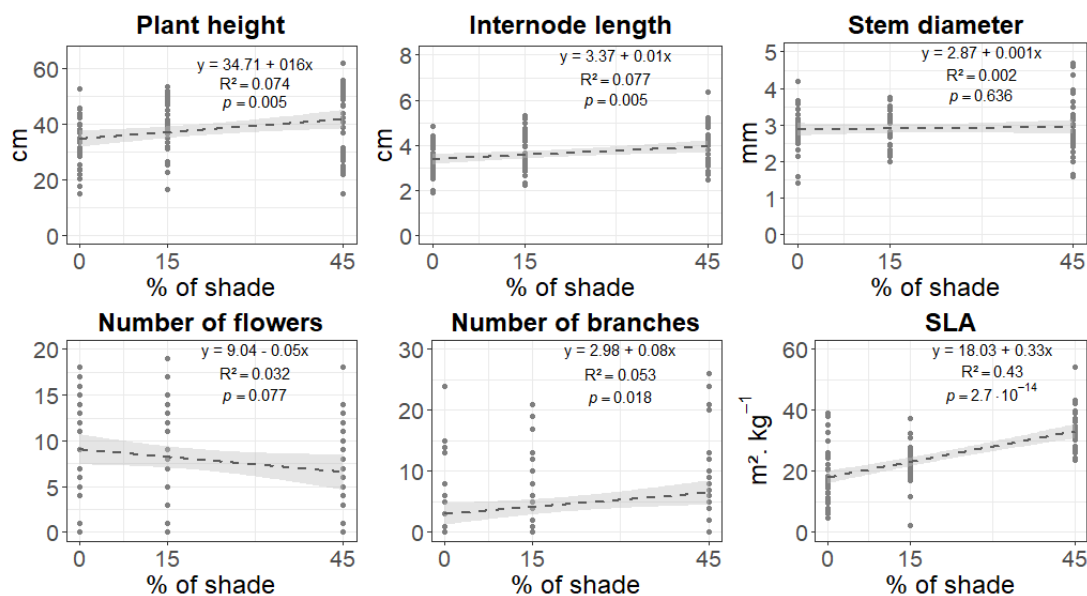 Plant height
y = 34.71 + 016x
R² = 0.074
p = 0.005
60
40
20
0
cm
0 15 45
% of shade
Internode length
y = 3.37 + 0.01x
R² = 0.077
p = 0.005
8
6
4
2
0
cm
0 15 45
% of shade
Stem diameter
y = 2.87 + 0.001x
R² = 0.002
p = 0.636
5
4
3
2
1
0
mm
0 15 45
% of shade
Number of flowers
y = 9.04 - 0.05x
R² = 0.032
p = 0.077
20
15
10
5
0
0 15 45
% of shade
Number of branches
y = 2.98 + 0.08x
R² = 0.053
p = 0.018
30
20
10
0
0 15 45
% of shade
SLA
y = 18.03 + 0.33x
R² = 0.43
p = 2.7 · 10⁻¹⁴
60
40
20
0
m². kg⁻¹
0 15 45
% of shade